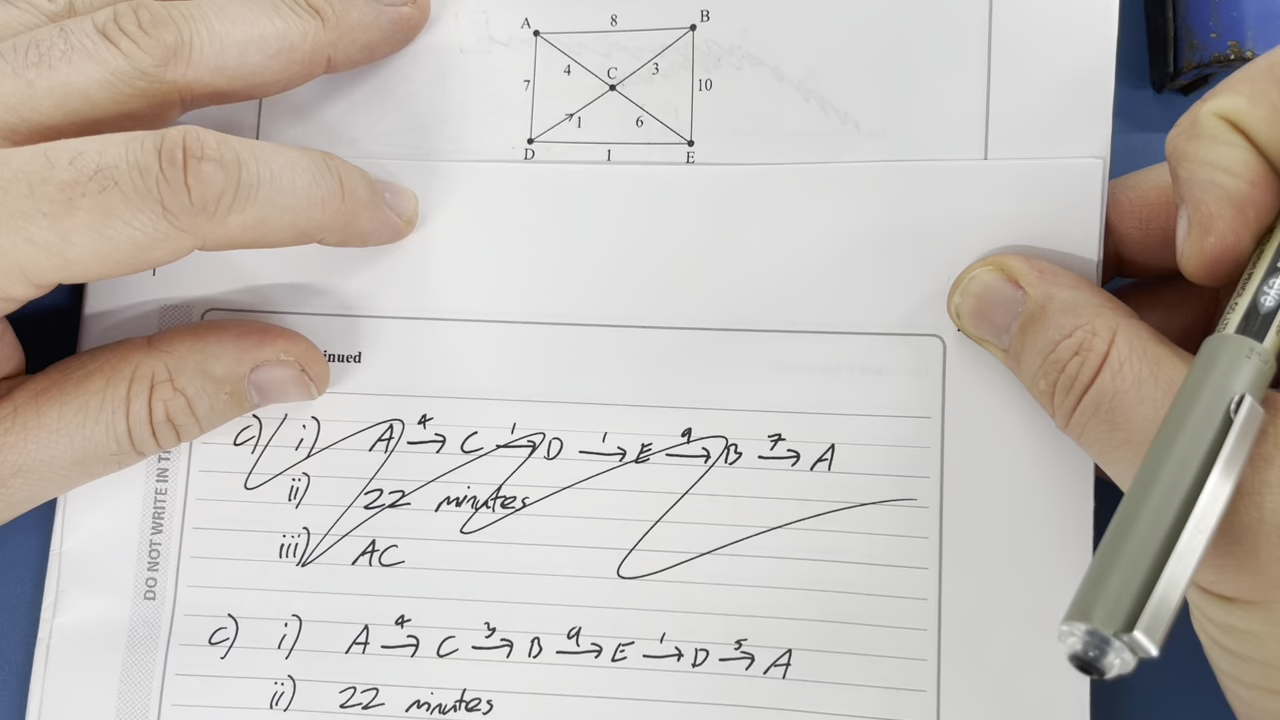 A 8 B
7 4 C 3 10
1 6
D 1 E
inued
DO NOT WRITE IN T
c) i) A 4→ C 1→ D 1→ E 9→ B 7→ A
ii) 22 minutes
iii) AC
c) i) A 4→ C 3→ B 9→ E 1→ D 5→ A
ii) 22 minutes
eye